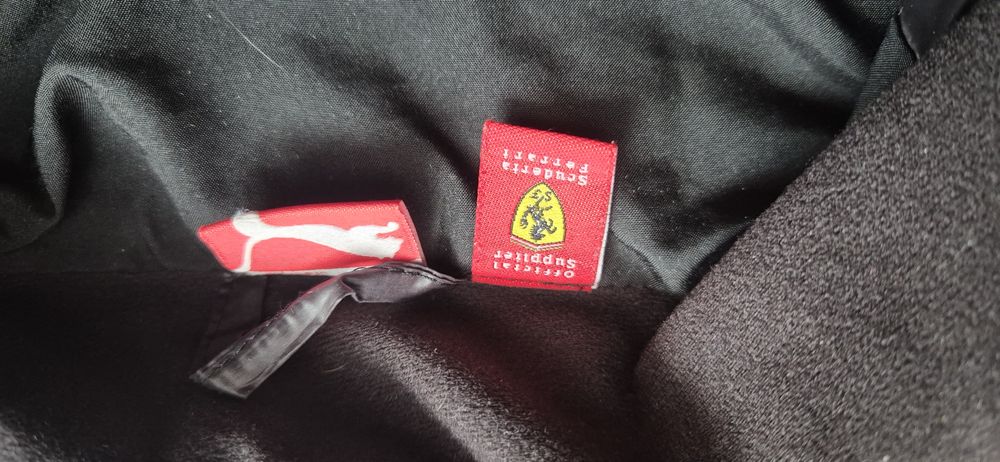 Official
Supplier
S F
Scuderia
Ferrari